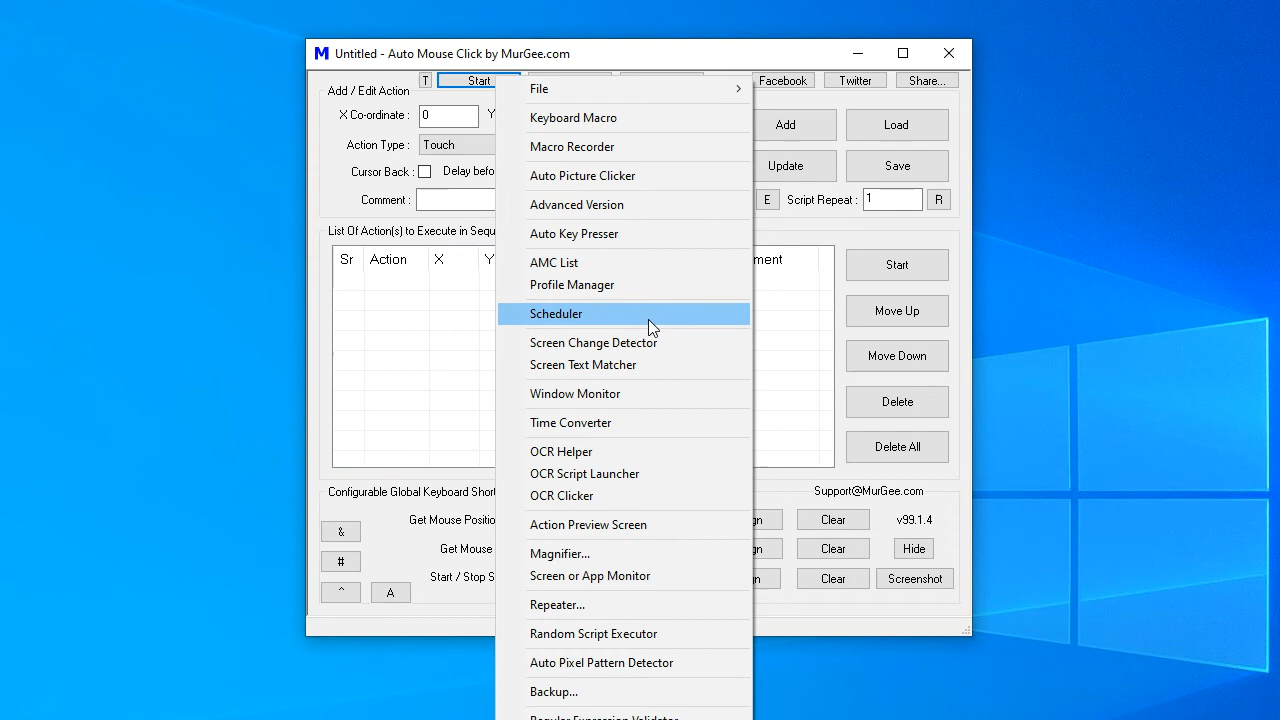 Untitled - Auto Mouse Click by MurGee.com
T Start Facebook Twitter Share...
Add / Edit Action
X Co-ordinate : 0 Y
Action Type : Touch
Cursor Back : Delay befo
Comment :
Add Load
Update Save
E Script Repeat : 1 R
List Of Action(s) to Execute in Sequ
Sr Action X Y ment
Start
Move Up
Move Down
Delete
Delete All
Configurable Global Keyboard Short Support@MurGee.com
Get Mouse Positio gn Clear v99.1.4
& Get Mouse gn Clear Hide
# Start / Stop S n Clear Screenshot
^ A
File
Keyboard Macro
Macro Recorder
Auto Picture Clicker
Advanced Version
Auto Key Presser
AMC List
Profile Manager
Scheduler
Screen Change Detector
Screen Text Matcher
Window Monitor
Time Converter
OCR Helper
OCR Script Launcher
OCR Clicker
Action Preview Screen
Magnifier...
Screen or App Monitor
Repeater...
Random Script Executor
Auto Pixel Pattern Detector
Backup...
Regular Expression Validator